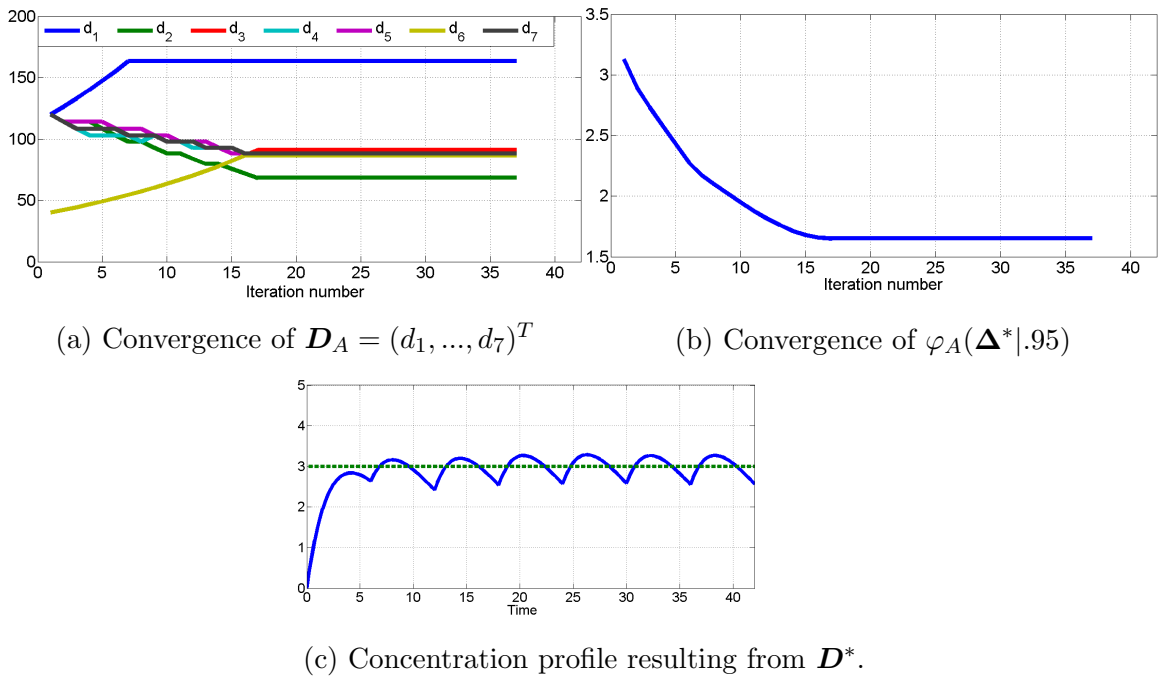 200
150
100
50
0
d₁ d₂ d₃ d₄ d₅ d₆ d₇
0 5 10 15 20 25 30 35 40
Iteration number
3.5
3
2.5
2
1.5
0 5 10 15 20 25 30 35 40
Iteration number
(a) Convergence of D_A = (d₁, ..., d₇)^T
(b) Convergence of φ_A(Δ*|.95)
5
4
3
2
1
0
0 5 10 15 20 25 30 35 40
Time
(c) Concentration profile resulting from D*.